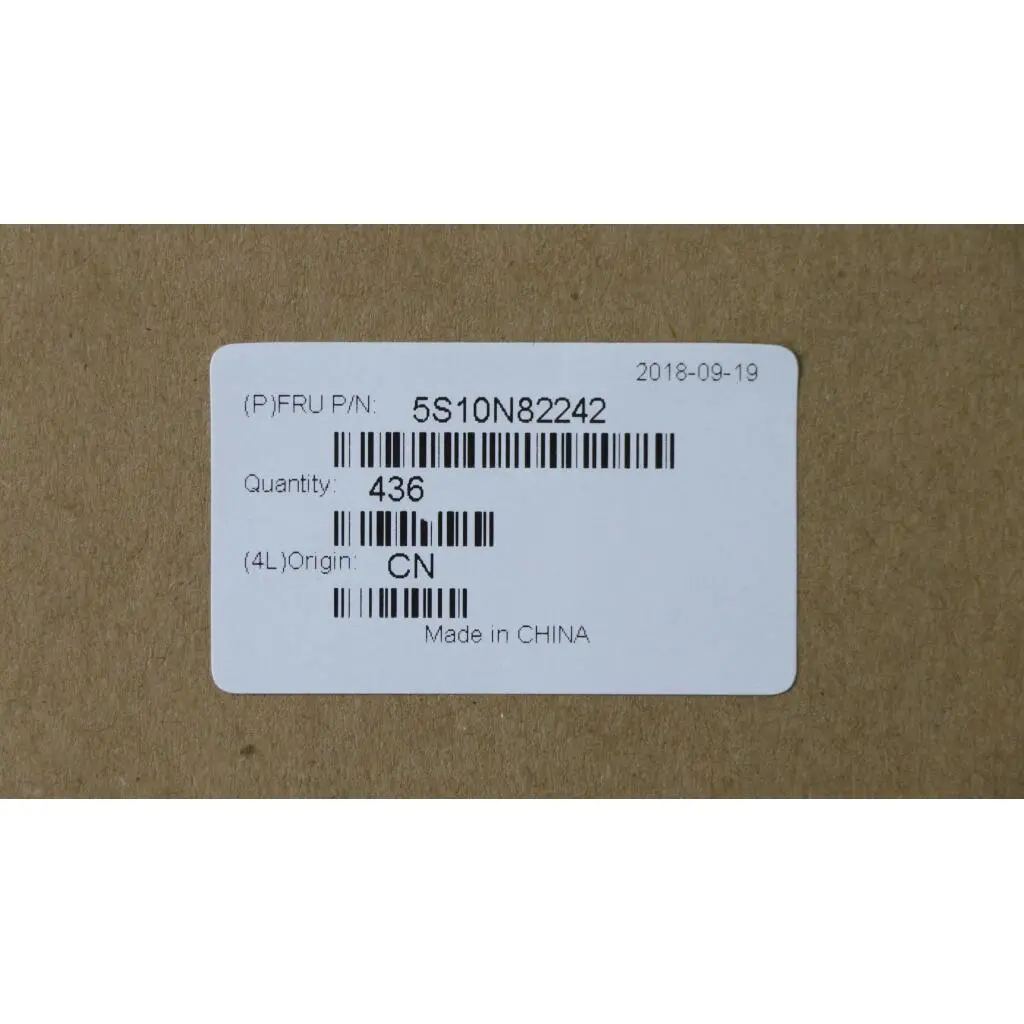 2018-09-19
(P)FRU P/N: 5S10N82242
Quantity: 436
(4L)Origin: CN
Made in CHINA